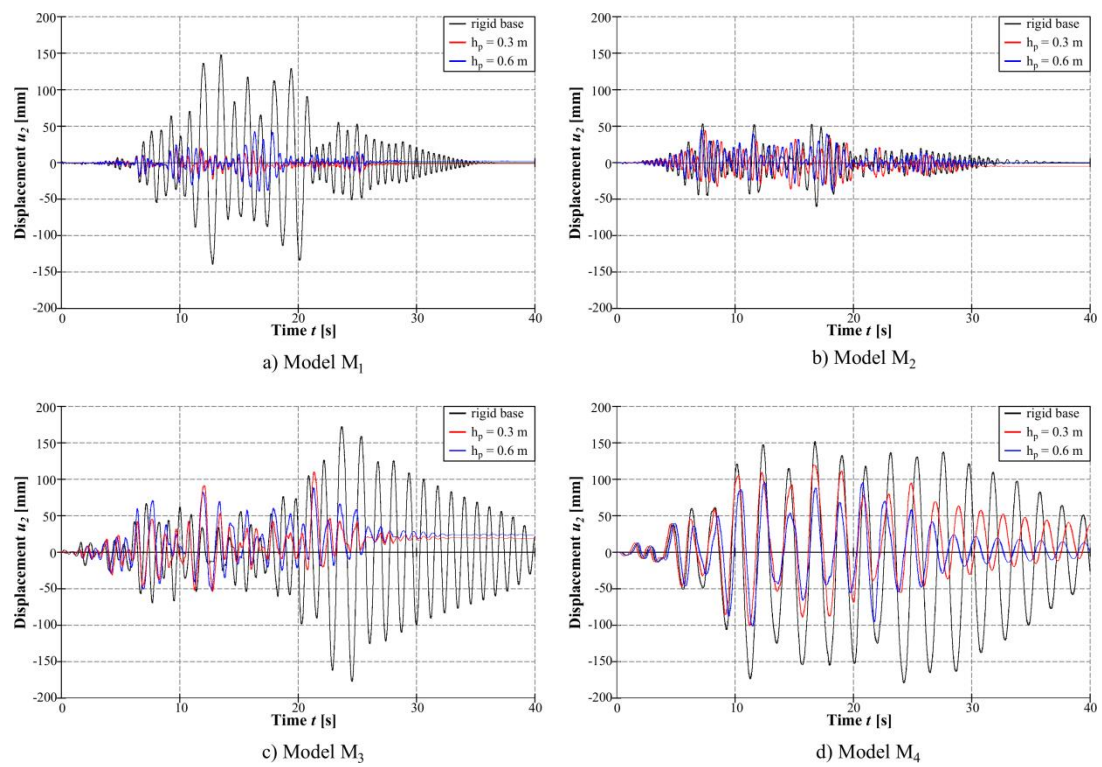 200
150
100
50
0
-50
-100
-150
-200
Displacement u₂ [mm]
rigid base
hₚ = 0.3 m
hₚ = 0.6 m
0 10 20 30 40
Time t [s]
a) Model M₁
200
150
100
50
0
-50
-100
-150
-200
Displacement u₂ [mm]
rigid base
hₚ = 0.3 m
hₚ = 0.6 m
0 10 20 30 40
Time t [s]
b) Model M₂
200
150
100
50
0
-50
-100
-150
-200
Displacement u₂ [mm]
rigid base
hₚ = 0.3 m
hₚ = 0.6 m
0 10 20 30 40
Time t [s]
c) Model M₃
200
150
100
50
0
-50
-100
-150
-200
Displacement u₂ [mm]
rigid base
hₚ = 0.3 m
hₚ = 0.6 m
0 10 20 30 40
Time t [s]
d) Model M₄